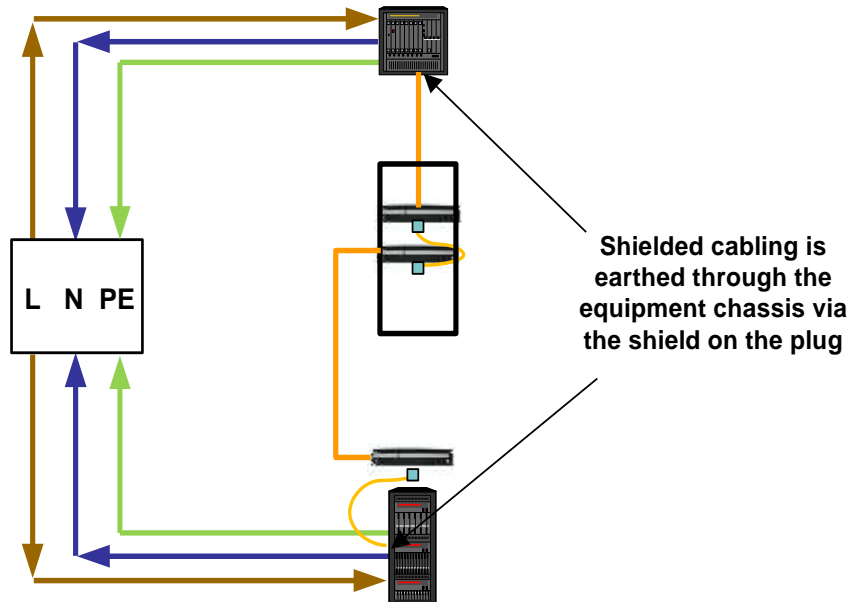 L N PE
Shielded cabling is
earthed through the
equipment chassis via
the shield on the plug